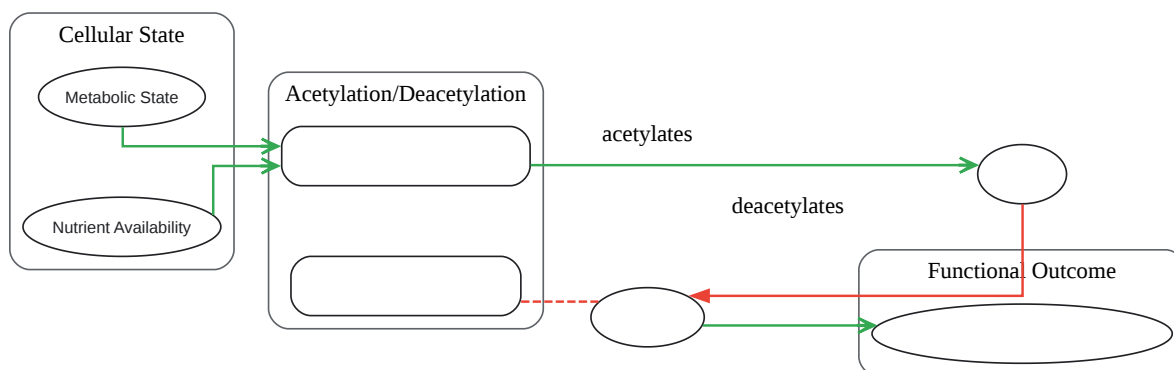 Cellular State
Metabolic State
Nutrient Availability
Acetylation/Deacetylation
acetylates
deacetylates
Functional Outcome